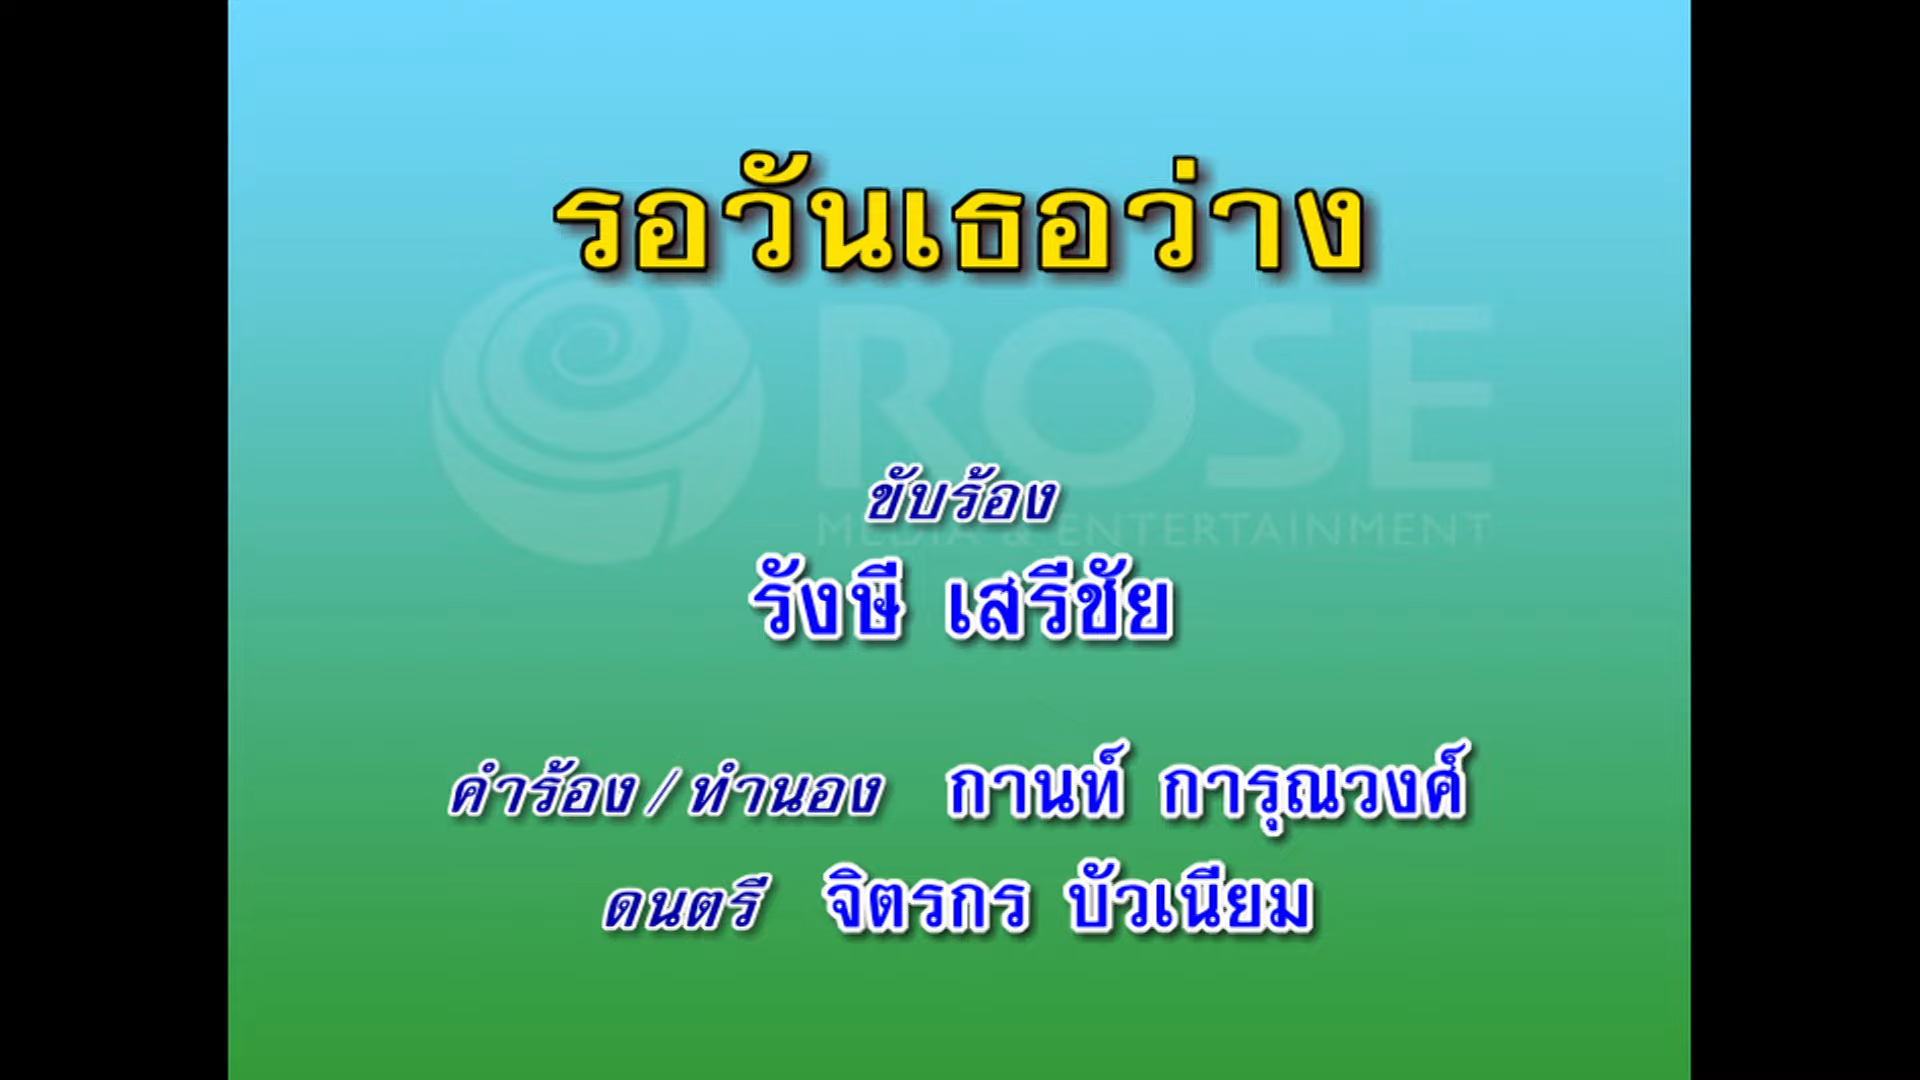 รอวันเธอว่าง
ROSE
MEDIA & ENTERTAINMENT
ขับร้อง
รังษี เสรีชัย
คำร้อง / ทำนอง กานท์ การุณวงศ์
ดนตรี จิตรกร บัวเนียม